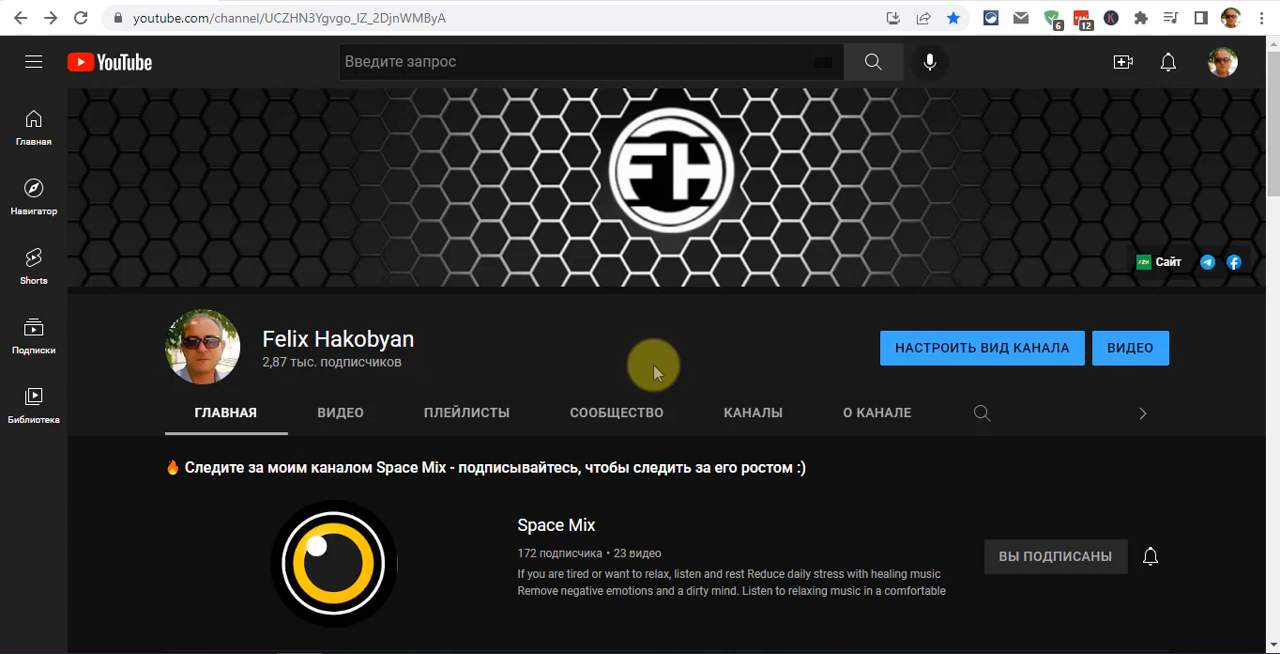 youtube.com/channel/UCZHN3Ygvgo_IZ_2DjnWMByA
6
12
K
YouTube
Введите запрос
Главная
Навигатор
Shorts
Подписки
Библиотека
FH
Сайт
Felix Hakobyan
2,87 тыс. подписчиков
НАСТРОИТЬ ВИД КАНАЛА
ВИДЕО
ГЛАВНАЯ
ВИДЕО
ПЛЕЙЛИСТЫ
СООБЩЕСТВО
КАНАЛЫ
О КАНАЛЕ
🔥 Следите за моим каналом Space Mix - подписывайтесь, чтобы следить за его ростом :)
Space Mix
172 подписчика • 23 видео
If you are tired or want to relax, listen and rest Reduce daily stress with healing music
Remove negative emotions and a dirty mind. Listen to relaxing music in a comfortable
ВЫ ПОДПИСАНЫ